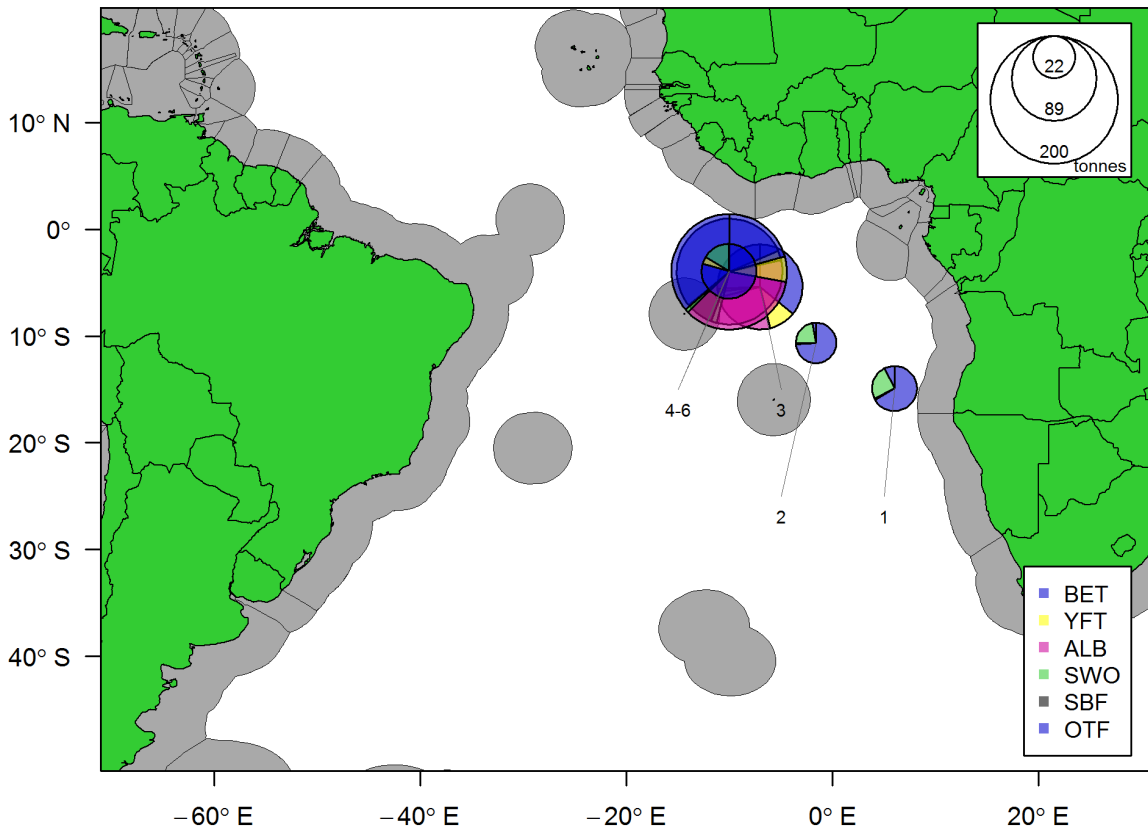 22
89
200
tonnes
10° N
0°
10° S
20° S
30° S
40° S
4-6
3
2
1
BET
YFT
ALB
SWO
SBF
OTF
−60° E
−40° E
−20° E
0° E
20° E